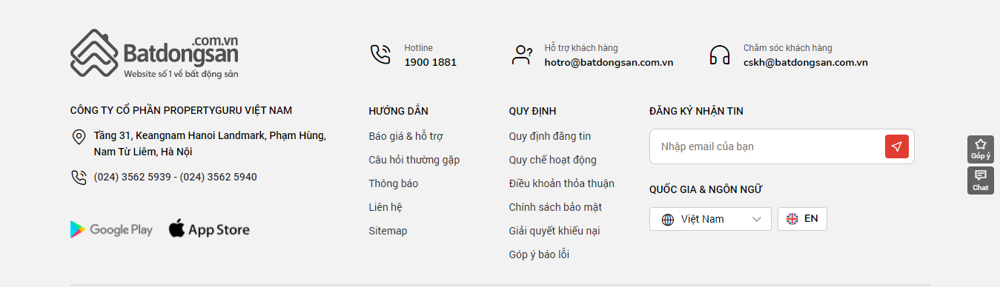 .com.vn
Batdongsan
Website số 1 về bất động sản
Hotline
1900 1881
Hỗ trợ khách hàng
hotro@batdongsan.com.vn
Chăm sóc khách hàng
cskh@batdongsan.com.vn
CÔNG TY CỔ PHẦN PROPERTYGURU VIỆT NAM
Tầng 31, Keangnam Hanoi Landmark, Phạm Hùng,
Nam Từ Liêm, Hà Nội
(024) 3562 5939 - (024) 3562 5940
Google Play
App Store
HƯỚNG DẪN
Báo giá & hỗ trợ
Câu hỏi thường gặp
Thông báo
Liên hệ
Sitemap
QUY ĐỊNH
Quy định đăng tin
Quy chế hoạt động
Điều khoản thỏa thuận
Chính sách bảo mật
Giải quyết khiếu nại
Góp ý báo lỗi
ĐĂNG KÝ NHẬN TIN
Nhập email của bạn
QUỐC GIA & NGÔN NGỮ
Việt Nam
EN
Góp ý
Chat